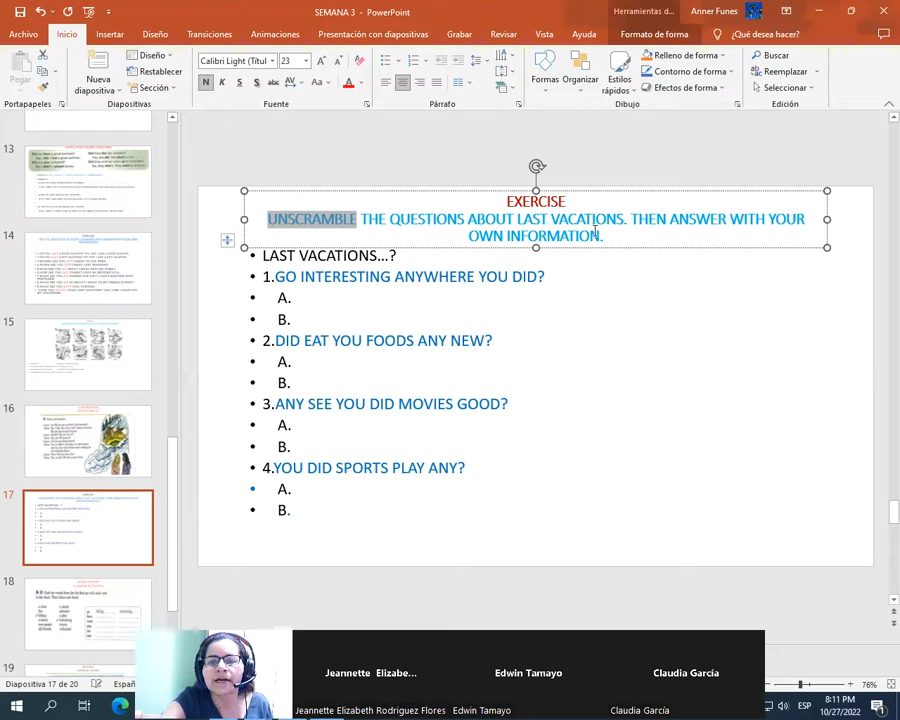 SEMANA 3 - PowerPoint
Herramientas d...
Anner Funes
Archivo
Inicio
Insertar
Diseño
Transiciones
Animaciones
Presentación con diapositivas
Grabar
Revisar
Vista
Ayuda
Formato de forma
¿Qué desea hacer?
Pegar
Nueva diapositiva
Diseño
Restablecer
Sección
Calibri Light (Títul
23
N K S S abc AV Aa A
Formas
Organizar
Estilos rápidos
Relleno de forma
Contorno de forma
Efectos de forma
Buscar
Reemplazar
Seleccionar
Portapapeles
Diapositivas
Fuente
Párrafo
Dibujo
Edición
13
14
15
16
17
18
19
EXERCISE
UNSCRAMBLE THE QUESTIONS ABOUT LAST VACATIONS. THEN ANSWER WITH YOUR
OWN INFORMATION.
• LAST VACATIONS...?
• 1.GO INTERESTING ANYWHERE YOU DID?
• A.
• B.
• 2.DID EAT YOU FOODS ANY NEW?
• A.
• B.
• 3.ANY SEE YOU DID MOVIES GOOD?
• A.
• B.
• 4.YOU DID SPORTS PLAY ANY?
• A.
• B.
Jeannette Elizabe...
Edwin Tamayo
Claudia García
Jeannette Elizabeth Rodriguez Flores
Edwin Tamayo
Claudia García
Diapositiva 17 de 20
76%
ESP
8:11 PM
10/27/2022